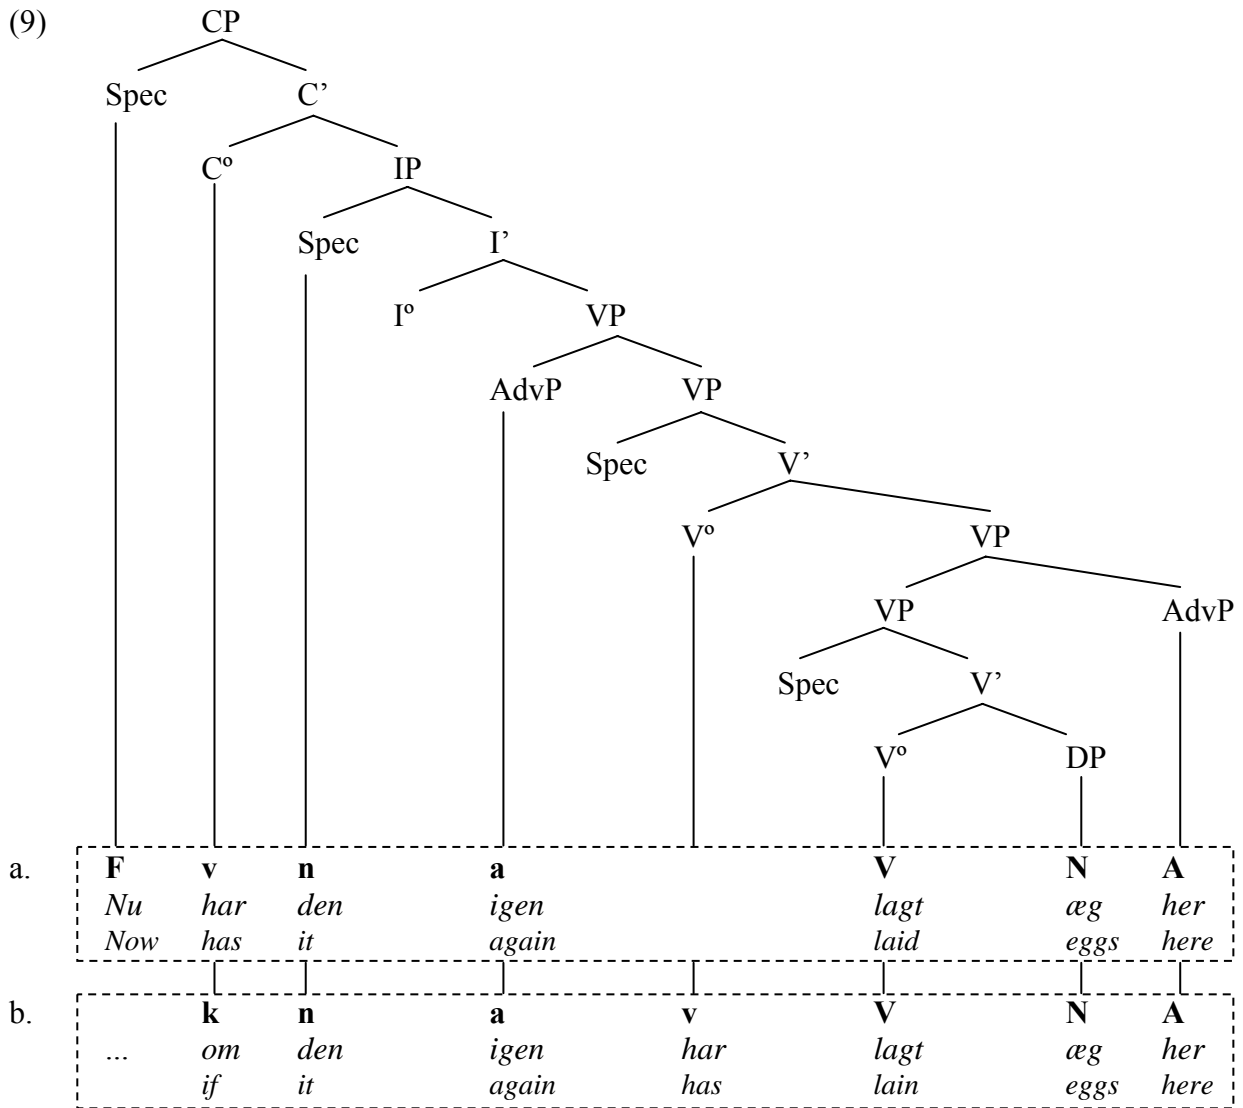 (9) CP
Spec C’
Cº IP
Spec I’
Iº VP
AdvP VP
Spec V’
Vº VP
VP AdvP
Spec V’
Vº DP
a. F v n a V N A
Nu har den igen lagt æg her
Now has it again laid eggs here
b. k n a v V N A
... om den igen har lagt æg her
if it again has lain eggs here